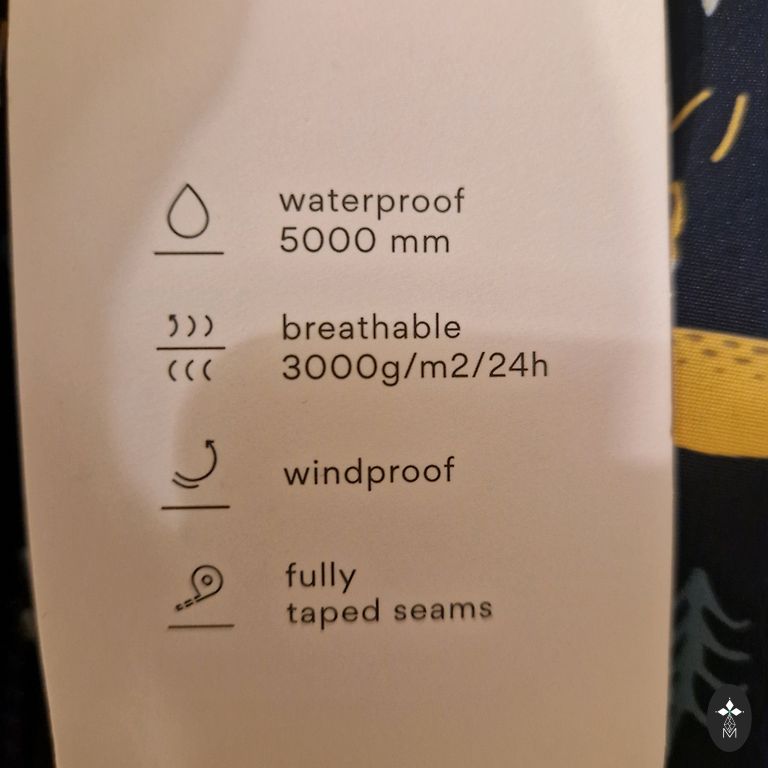 waterproof
5000 mm
breathable
3000g/m2/24h
windproof
fully
taped seams
M